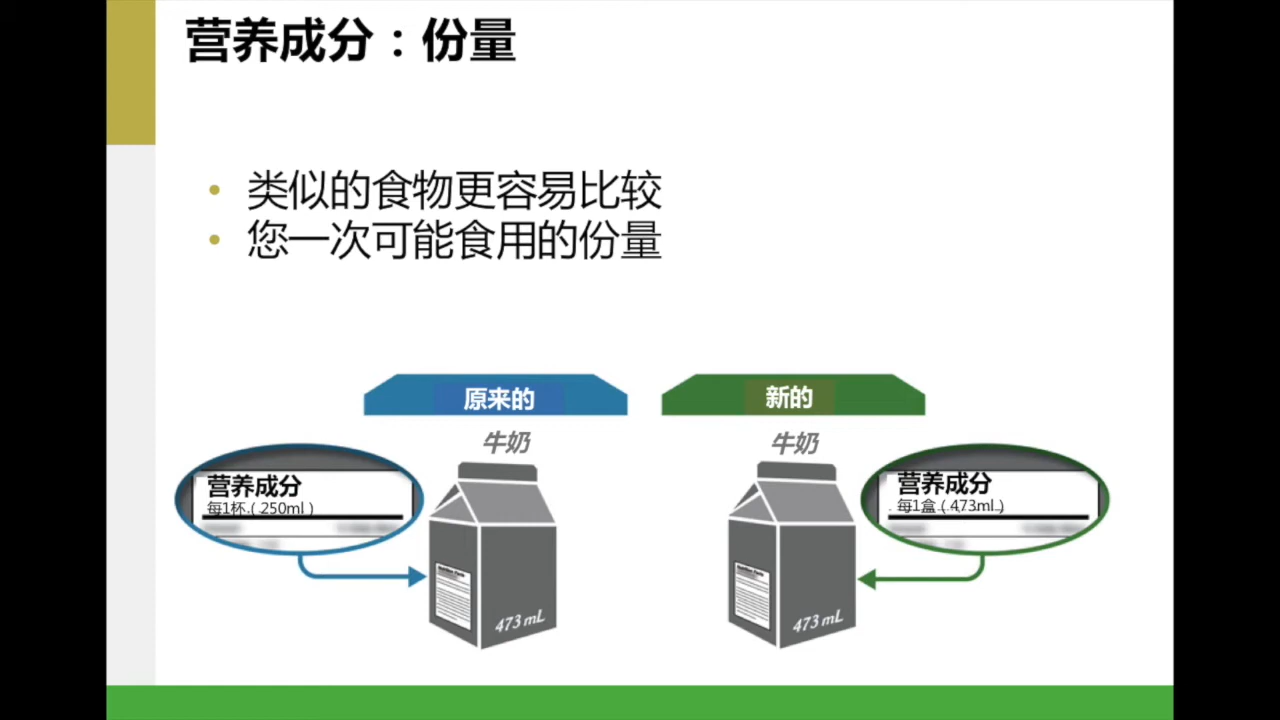 营养成分：份量
• 类似的食物更容易比较
• 您一次可能食用的份量
原来的
新的
牛奶
牛奶
营养成分
每1杯 ( 250ml )
营养成分
每1盒 ( 473ml )
473 mL
473 mL